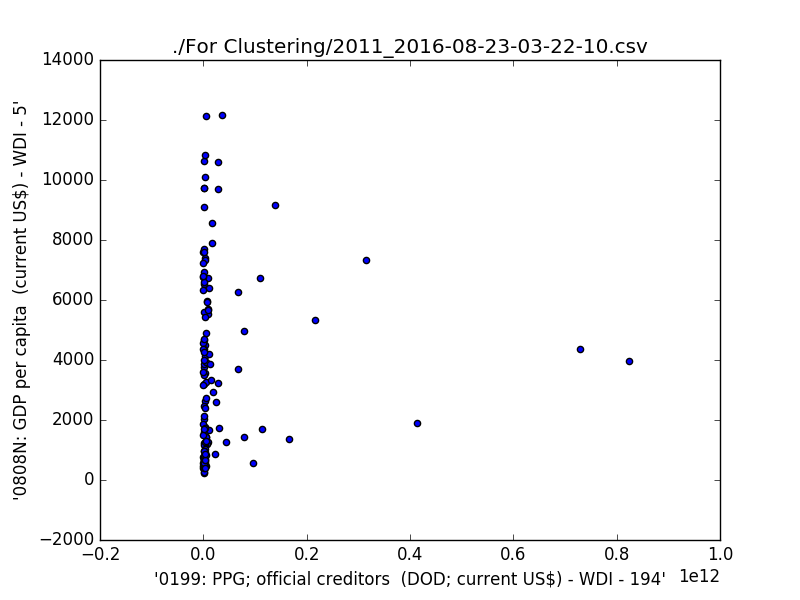 ./For Clustering/2011_2016-08-23-03-22-10.csv
14000
12000
10000
8000
6000
4000
2000
0
−2000
'0808N: GDP per capita  (current US$) - WDI - 5'
−0.2 0.0 0.2 0.4 0.6 0.8 1.0
1e12
'0199: PPG; official creditors  (DOD; current US$) - WDI - 194'